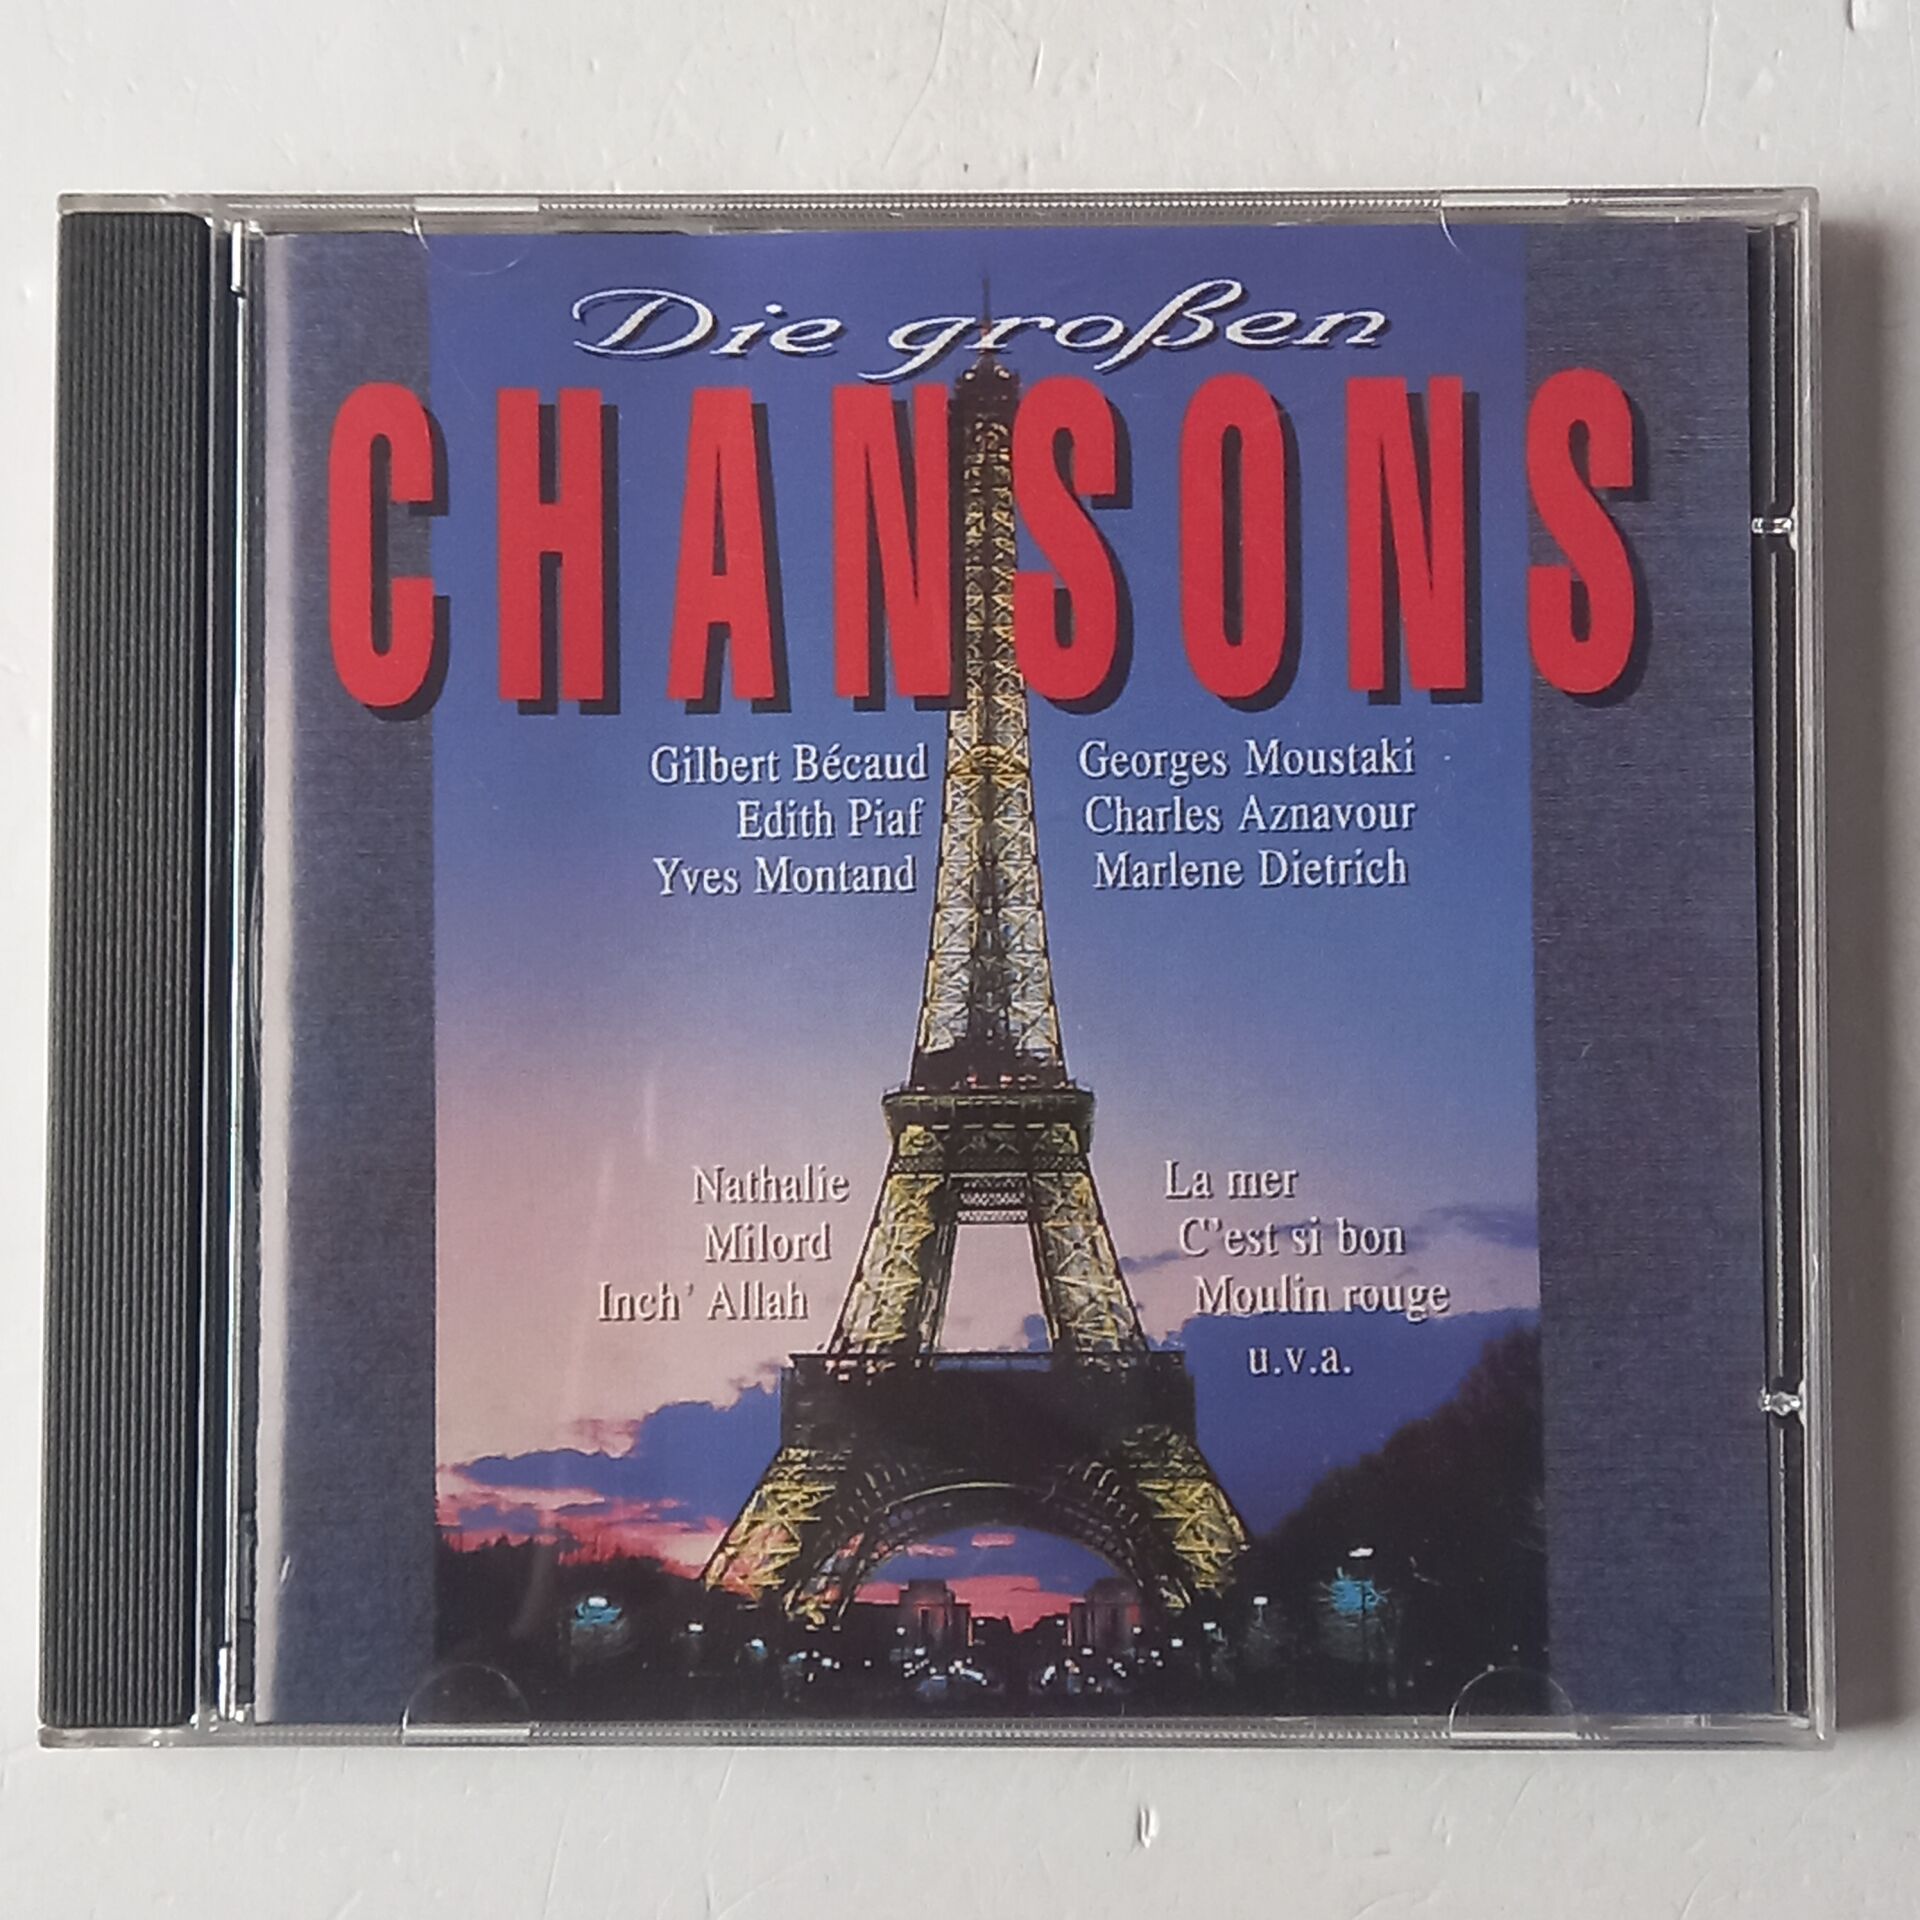 Die großen
CHANSONS
Gilbert Bécaud
Edith Piaf
Yves Montand
Georges Moustaki
Charles Aznavour
Marlene Dietrich
Nathalie
Milord
Inch' Allah
La mer
C'est si bon
Moulin rouge
u.v.a.